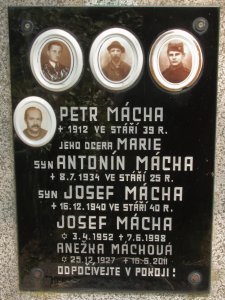 PETR MÁCHA
+ 1912 VE STÁŘÍ 39 R.
JEHO DCERA MARIE
SYN ANTONÍN MÁCHA
+ 8.7.1934 VE STÁŘÍ 25 R.
SYN JOSEF MÁCHA
+ 16.12.1940 VE STÁŘÍ 40 R.
JOSEF MÁCHA
☆ 3.4.1952 + 7.6.1998
ANEŽKA MÁCHOVÁ
☆ 25.12.1927 + 16.5.2011
ODPOČÍVEJTE V POKOJI!